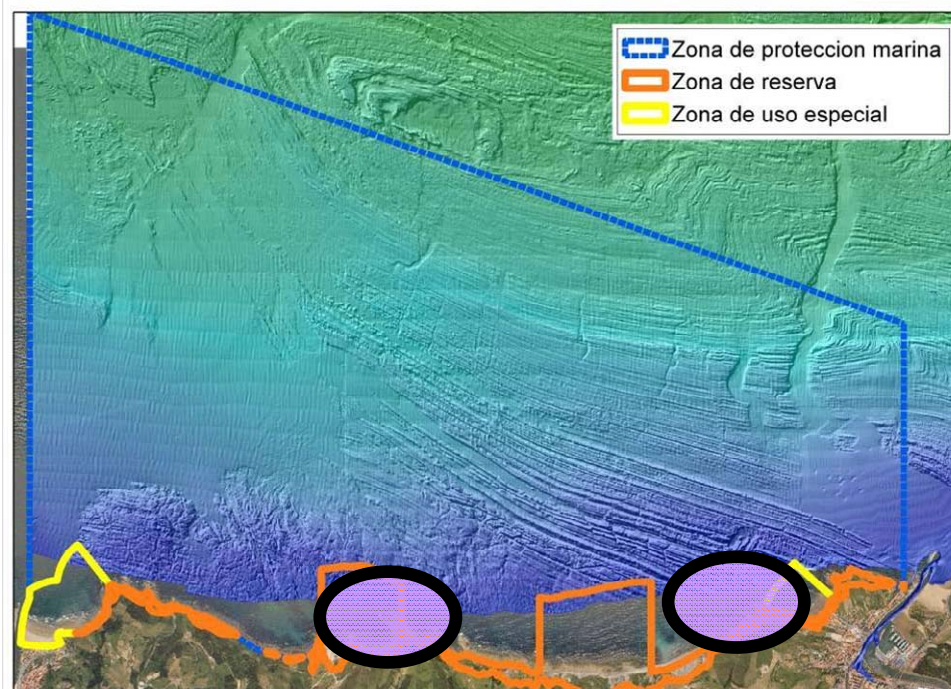 Zona de proteccion marina
Zona de reserva
Zona de uso especial